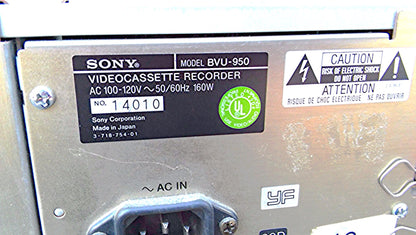 SONY® MODEL BVU-950
VIDEOCASSETTE RECORDER
AC 100-120V ~ 50/60Hz 160W
NO. 14010
Sony Corporation
Made in Japan
3-718-754-01
UL
CAUTION
RISK OF ELECTRIC SHOCK
DO NOT OPEN
ATTENTION
RISQUE DE CHOC ELECTRIQUE NE PAS OUVRIR
~ AC IN
YF